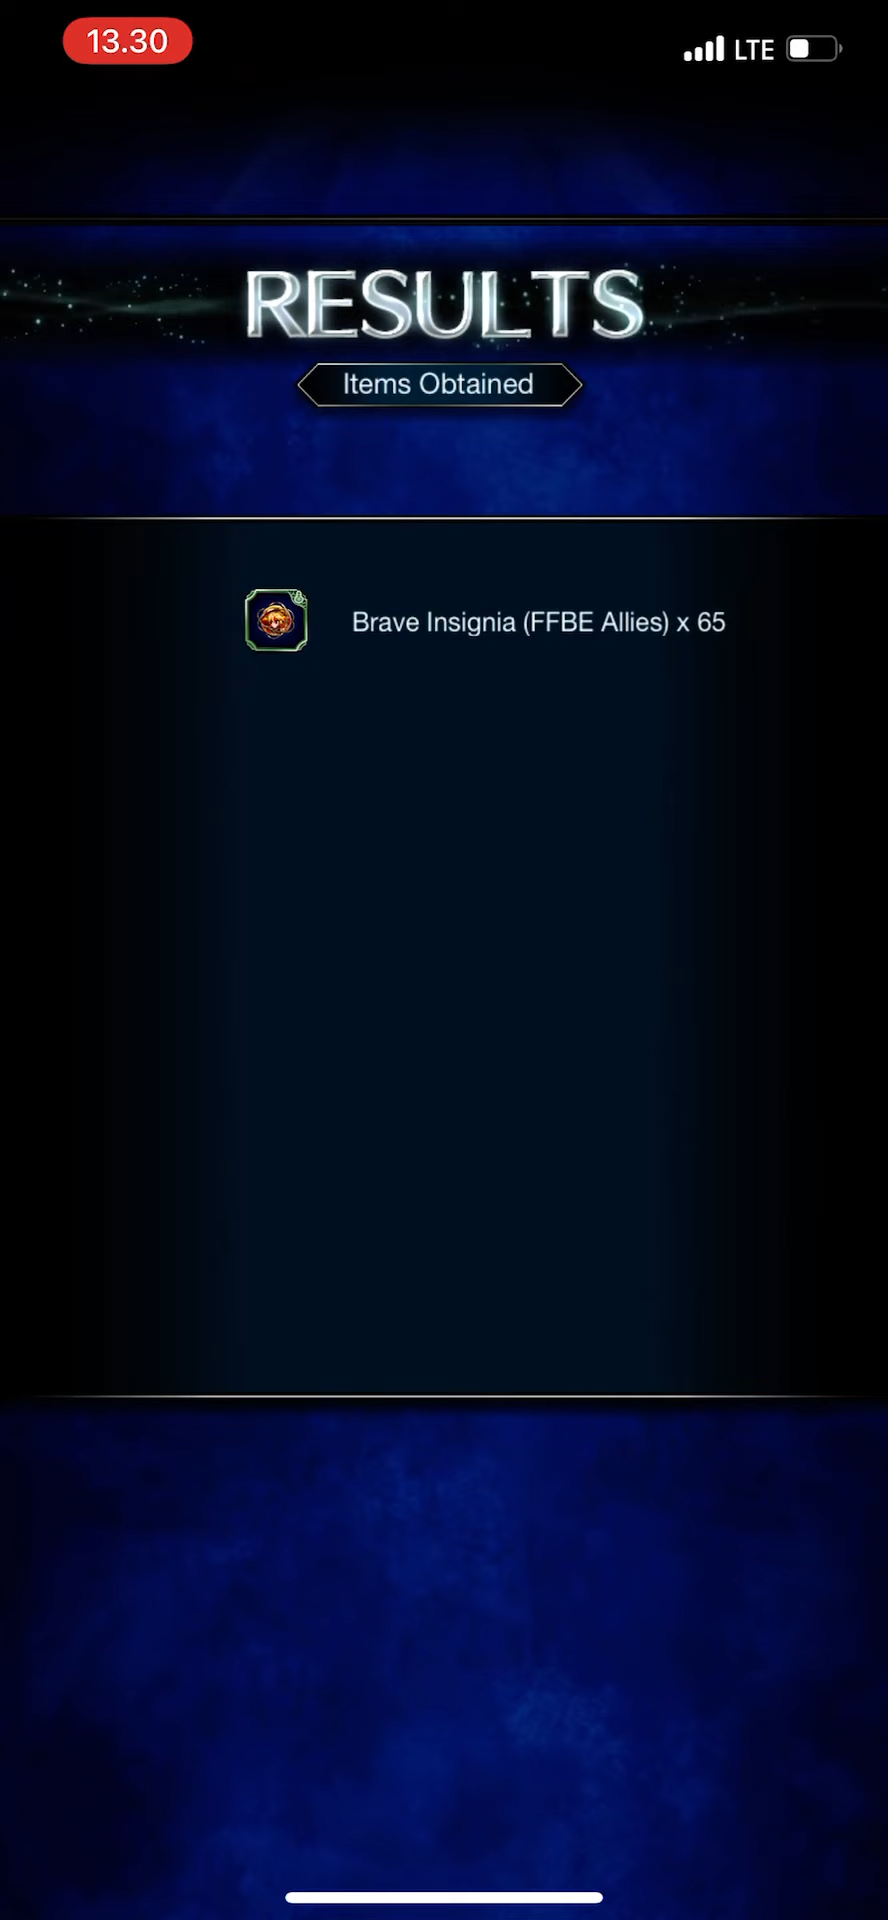 13.30
LTE
RESULTS
Items Obtained
Brave Insignia (FFBE Allies) x 65